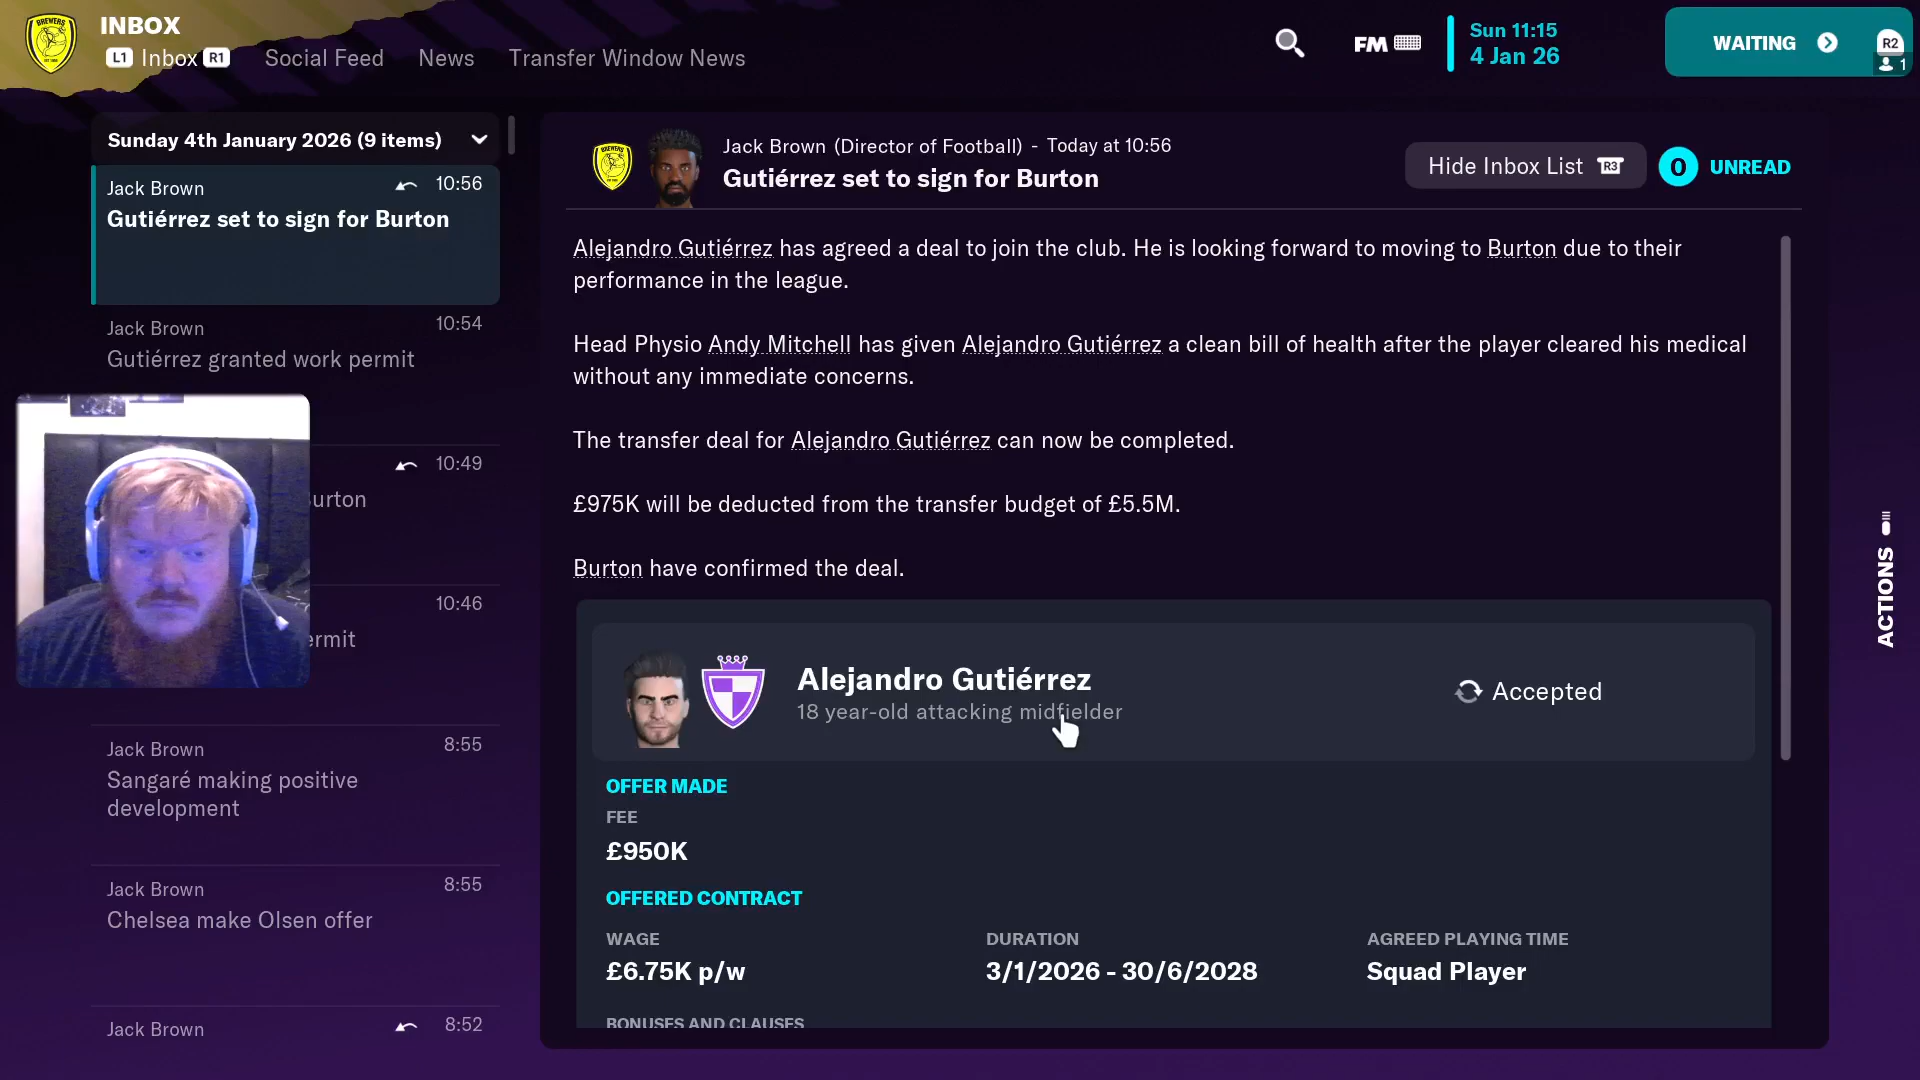 INBOX
L1 Inbox R1 Social Feed News Transfer Window News
FM
Sun 11:15
4 Jan 26
WAITING
R2
1
Sunday 4th January 2026 (9 items)
Jack Brown 10:56
Gutiérrez set to sign for Burton
Jack Brown 10:54
Gutiérrez granted work permit
10:49
urton
10:46
ermit
Jack Brown 8:55
Sangaré making positive
development
Jack Brown 8:55
Chelsea make Olsen offer
Jack Brown 8:52
BREWERS
Jack Brown (Director of Football) - Today at 10:56
Gutiérrez set to sign for Burton
Hide Inbox List R3
0 UNREAD
Alejandro Gutiérrez has agreed a deal to join the club. He is looking forward to moving to Burton due to their
performance in the league.
Head Physio Andy Mitchell has given Alejandro Gutiérrez a clean bill of health after the player cleared his medical
without any immediate concerns.
The transfer deal for Alejandro Gutiérrez can now be completed.
£975K will be deducted from the transfer budget of £5.5M.
Burton have confirmed the deal.
Alejandro Gutiérrez
18 year-old attacking midfielder
Accepted
OFFER MADE
FEE
£950K
OFFERED CONTRACT
WAGE DURATION AGREED PLAYING TIME
£6.75K p/w 3/1/2026 - 30/6/2028 Squad Player
BONUSES AND CLAUSES
ACTIONS